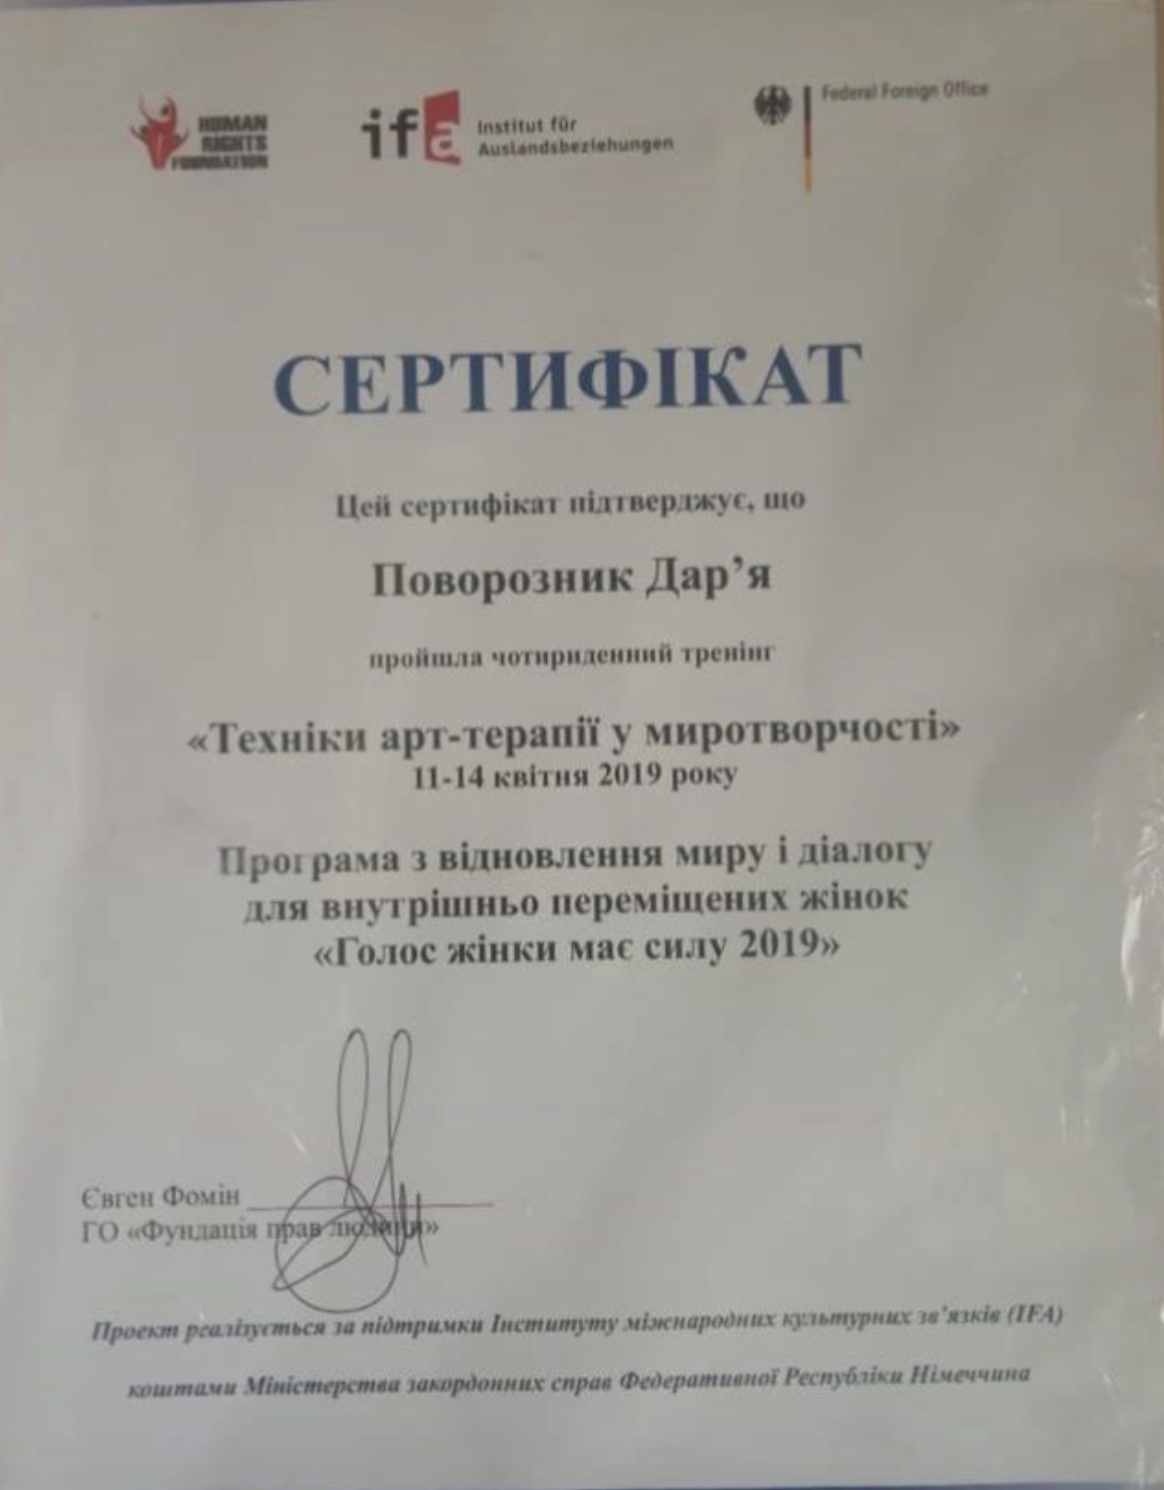 HUMAN
RIGHTS
FOUNDATION
ifa
Institut für
Auslandsbeziehungen
Federal Foreign Office
СЕРТИФІКАТ
Цей сертифікат підтверджує, що
Поворозник Дар’я
пройшла чотириденний тренінг
«Техніки арт-терапії у миротворчості»
11-14 квітня 2019 року
Програма з відновлення миру і діалогу
для внутрішньо переміщених жінок
«Голос жінки має силу 2019»
Євген Фомін
ГО «Фундація прав людини»
Проект реалізується за підтримки Інституту міжнародних культурних зв’язків (IFA)
коштами Міністерства закордонних справ Федеративної Республіки Німеччина